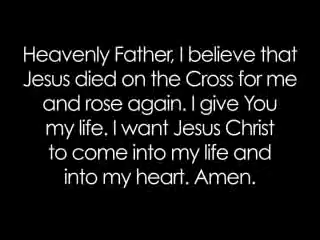 Heavenly Father, I believe that
Jesus died on the Cross for me
and rose again. I give You
my life. I want Jesus Christ
to come into my life and
into my heart. Amen.